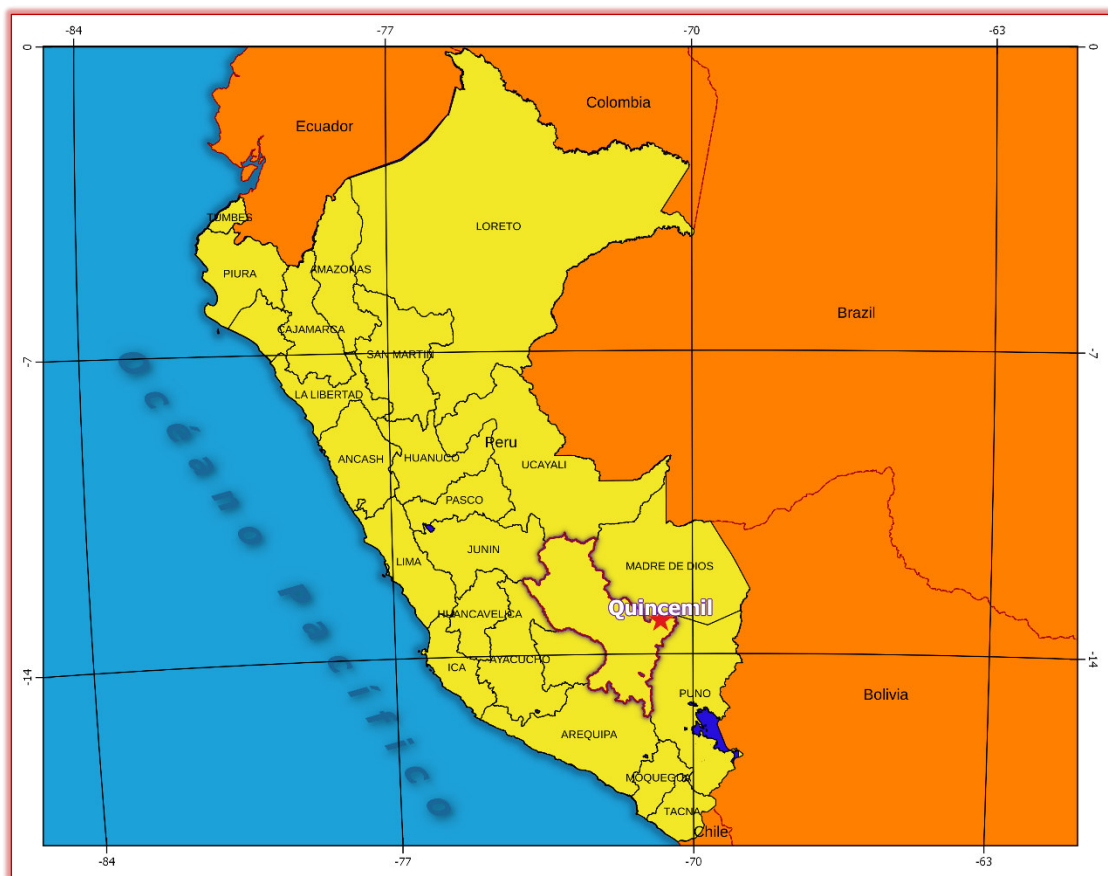 -84
-77
-70
-63
0
0
Colombia
Ecuador
TUMBES
LORETO
PIURA
AMAZONAS
Brazil
CAJAMARCA
-7
-7
SAN MARTIN
LA LIBERTAD
Peru
ANCASH
HUANUCO
UCAYALI
PASCO
JUNIN
LIMA
MADRE DE DIOS
Quincemil
HUANCAVELICA
AYACUCHO
ICA
-14
-14
PUNO
Bolivia
AREQUIPA
MOQUEGUA
TACNA
Chile
Océano Pacifico
-84
-77
-70
-63